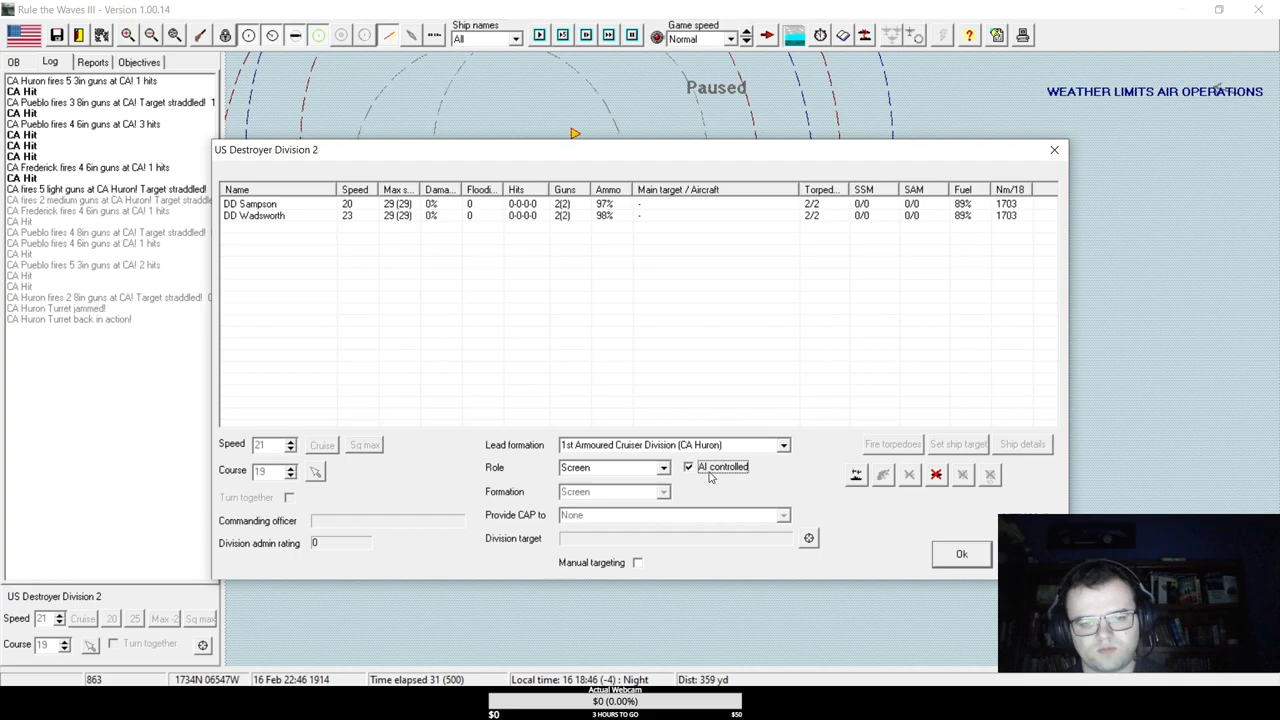 Rule the Waves III - Version 1.00.14
Ship names
All
Game speed
Normal
OB
Log
Reports
Objectives
CA Huron fires 5 3in guns at CA! 1 hits
CA Hit
CA Pueblo fires 3 8in guns at CA! Target straddled! 1
CA Hit
CA Pueblo fires 4 6in guns at CA! 3 hits
CA Hit
CA Hit
CA Hit
CA Frederick fires 4 6in guns at CA! 1 hits
CA Hit
CA fires 5 light guns at CA Huron! Target straddled!
CA fires 2 medium guns at CA Huron! Target straddled!
CA Frederick fires 4 6in guns at CA! 1 hits
CA Hit
CA Pueblo fires 4 8in guns at CA! Target straddled!
CA Pueblo fires 4 6in guns at CA! 1 hits
CA Hit
CA Pueblo fires 5 3in guns at CA! 2 hits
CA Hit
CA Hit
CA Huron fires 2 8in guns at CA! Target straddled!
CA Huron Turret jammed!
CA Huron Turret back in action!
Paused
WEATHER LIMITS AIR OPERATIONS
US Destroyer Division 2
Name Speed Max s... Dama... Floodi... Hits Guns Ammo Main target / Aircraft Torped... SSM SAM Fuel Nm/18
DD Sampson 20 29 (29) 0% 0 0-0-0-0 2(2) 97% - 2/2 0/0 0/0 89% 1703
DD Wadsworth 23 29 (29) 0% 0 0-0-0-0 2(2) 98% - 2/2 0/0 0/0 89% 1703
Speed 21 Cruise Sq max
Course 19
Turn together
Commanding officer
Division admin rating 0
Lead formation 1st Armoured Cruiser Division (CA Huron)
Role Screen AI controlled
Formation Screen
Provide CAP to None
Division target
Manual targeting
Fire torpedoes Set ship target Ship details
Ok
US Destroyer Division 2
Speed 21 Cruise 20 25 Max -2 Sq max
Course 19 Turn together
863 1734N 06547W 16 Feb 22:46 1914 Time elapsed 31 (500) Local time: 16 18:46 (-4) : Night Dist: 359 yd
Actual Webcam
$0 (0.00%)
$0 3 HOURS TO GO $50